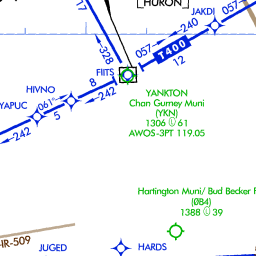 HURON
JAKDI
057
240
057
17
328
T400
12
FIITS
HIVNO
8
242
YAPUC
061°
5
242
YANKTON
Chan Gurney Muni
(YKN)
1306 61
AWOS-3PT 119.05
Hartington Muni/ Bud Becker F
(0B4)
1388 39
-IR-509
JUGED
HARDS